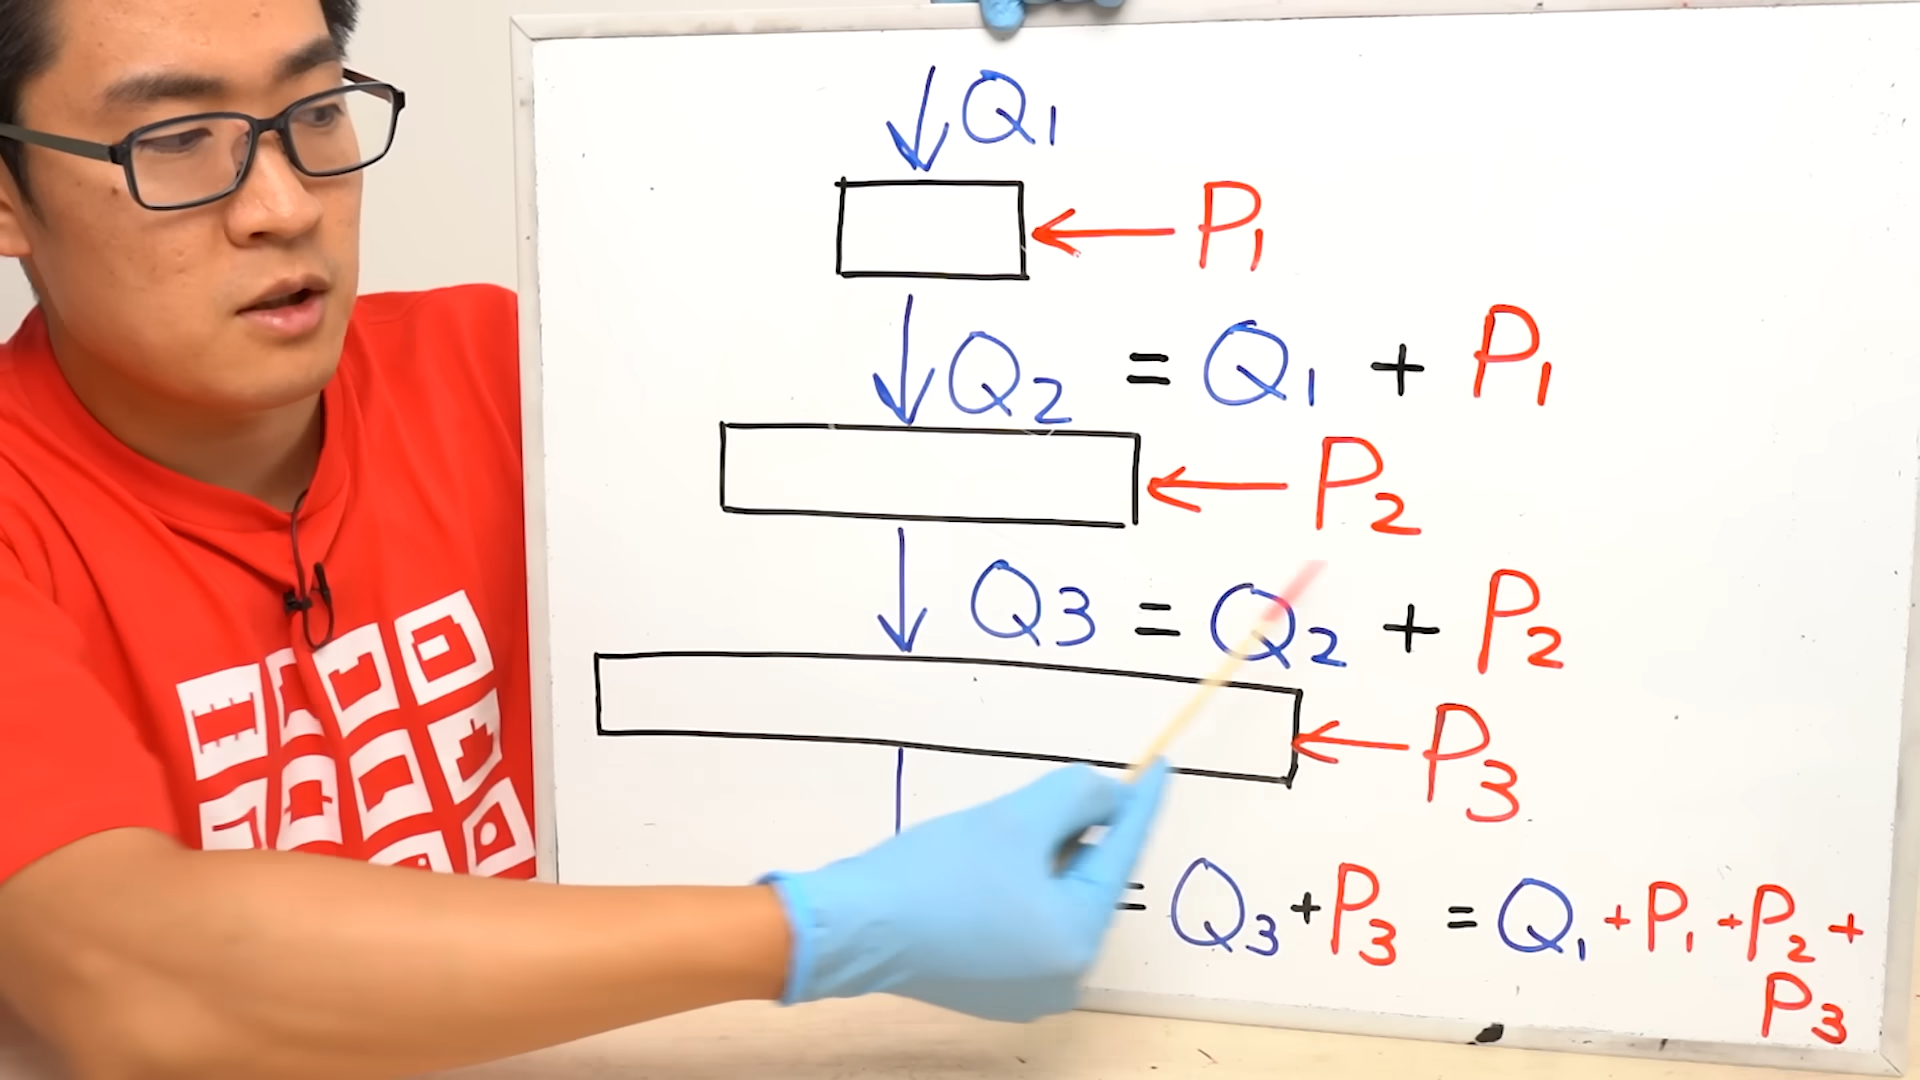 Q1
P1
Q2 = Q1 + P1
P2
Q3 = Q2 + P2
P3
= Q3 + P3 = Q1 + P1 + P2 +
P3